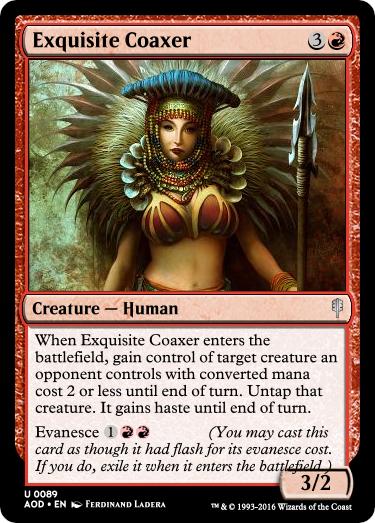 Exquisite Coaxer 3
Creature — Human
When Exquisite Coaxer enters the
battlefield, gain control of target creature an
opponent controls with converted mana
cost 2 or less until end of turn. Untap that
creature. It gains haste until end of turn.
Evanesce 1 (You may cast this
card as though it had flash for its evanesce cost.
If you do, exile it when it enters the battlefield.)
3/2
U 0089
AOD • EN Ferdinand Ladera
™ & © 1993-2016 Wizards of the Coast